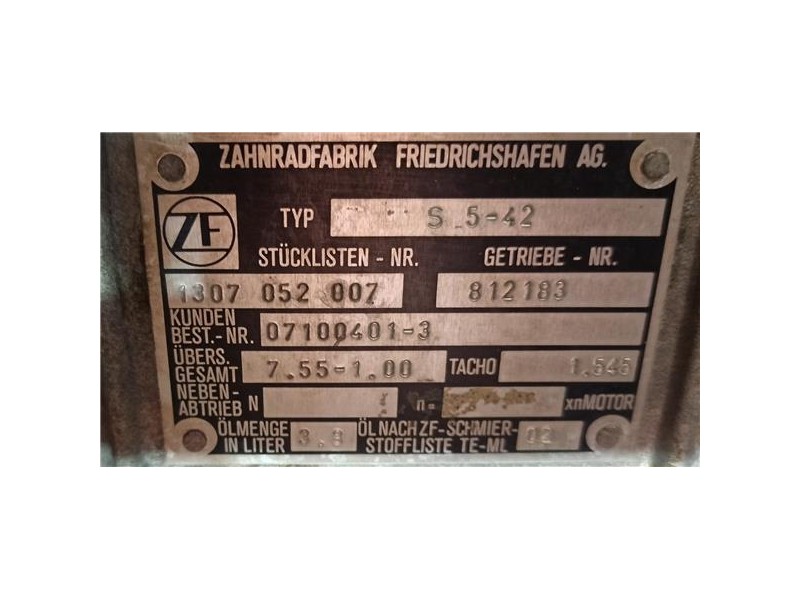 ZAHNRADFABRIK FRIEDRICHSHAFEN AG.
ZF
TYP S 5-42
STÜCKLISTEN - NR. GETRIEBE - NR.
1307 052 007 812183
KUNDEN
BEST.-NR. 07100401-3
ÜBERS.
GESAMT 7.55-1.00 TACHO 1.545
NEBEN-
ABTRIEB N n= xnMOTOR
ÖLMENGE
IN LITER ÖL NACH ZF-SCHMIER-
STOFFLISTE TE-ML 02